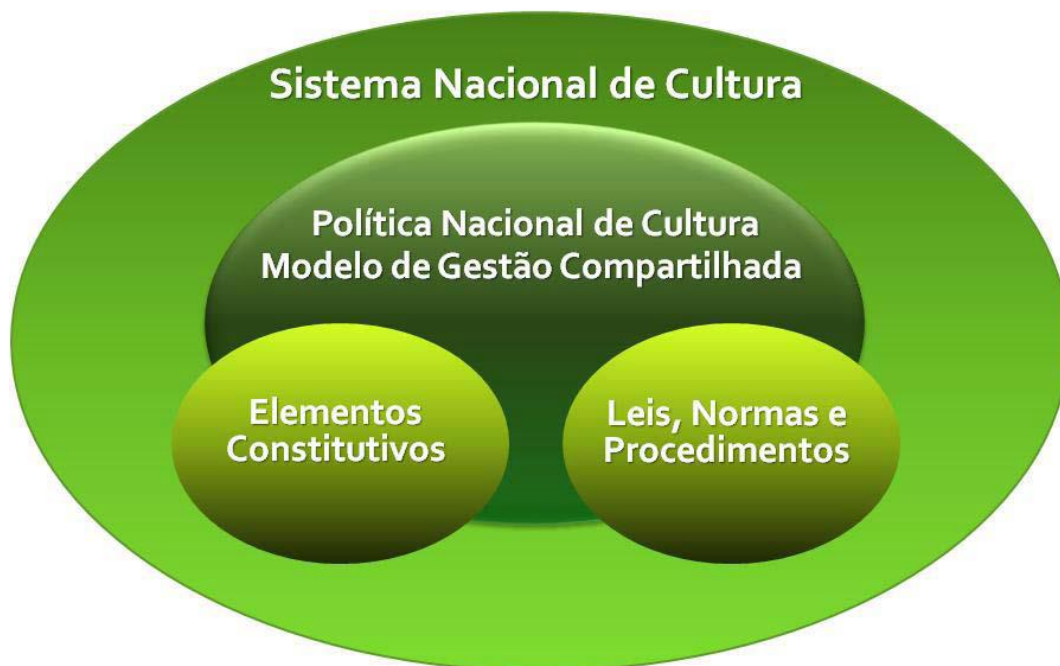 Sistema Nacional de Cultura
Política Nacional de Cultura
Modelo de Gestão Compartilhada
Elementos
Constitutivos
Leis, Normas e
Procedimentos